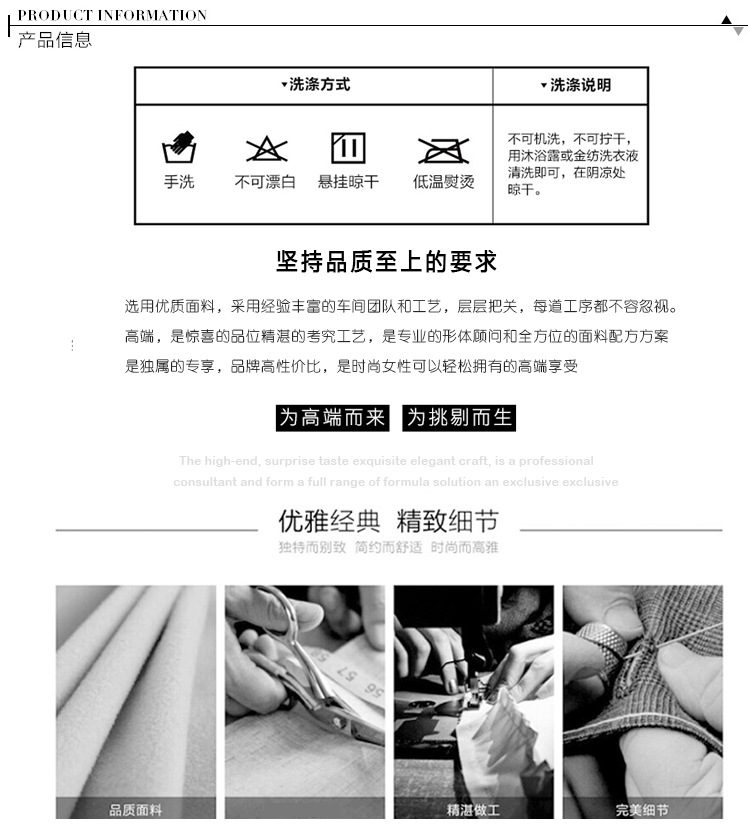 PRODUCT INFORMATION
产品信息
▾洗涤方式
▾洗涤说明
手洗
不可漂白
悬挂晾干
低温熨烫
不可机洗，不可拧干，
用沐浴露或金纺洗衣液
清洗即可，在阴凉处
晾干。
坚持品质至上的要求
选用优质面料，采用经验丰富的车间团队和工艺，层层把关，每道工序都不容忽视。
高端，是惊喜的品位精湛的考究工艺，是专业的形体顾问和全方位的面料配方方案
是独属的专享，品牌高性价比，是时尚女性可以轻松拥有的高端享受
为高端而来 为挑剔而生
The high-end, surprise taste exquisite elegant craft, is a professional
consultant and form a full range of formula solution an exclusive exclusive
优雅经典 精致细节
独特而别致 简约而舒适 时尚而高雅
56 57 5
品质面料
精湛做工
完美细节